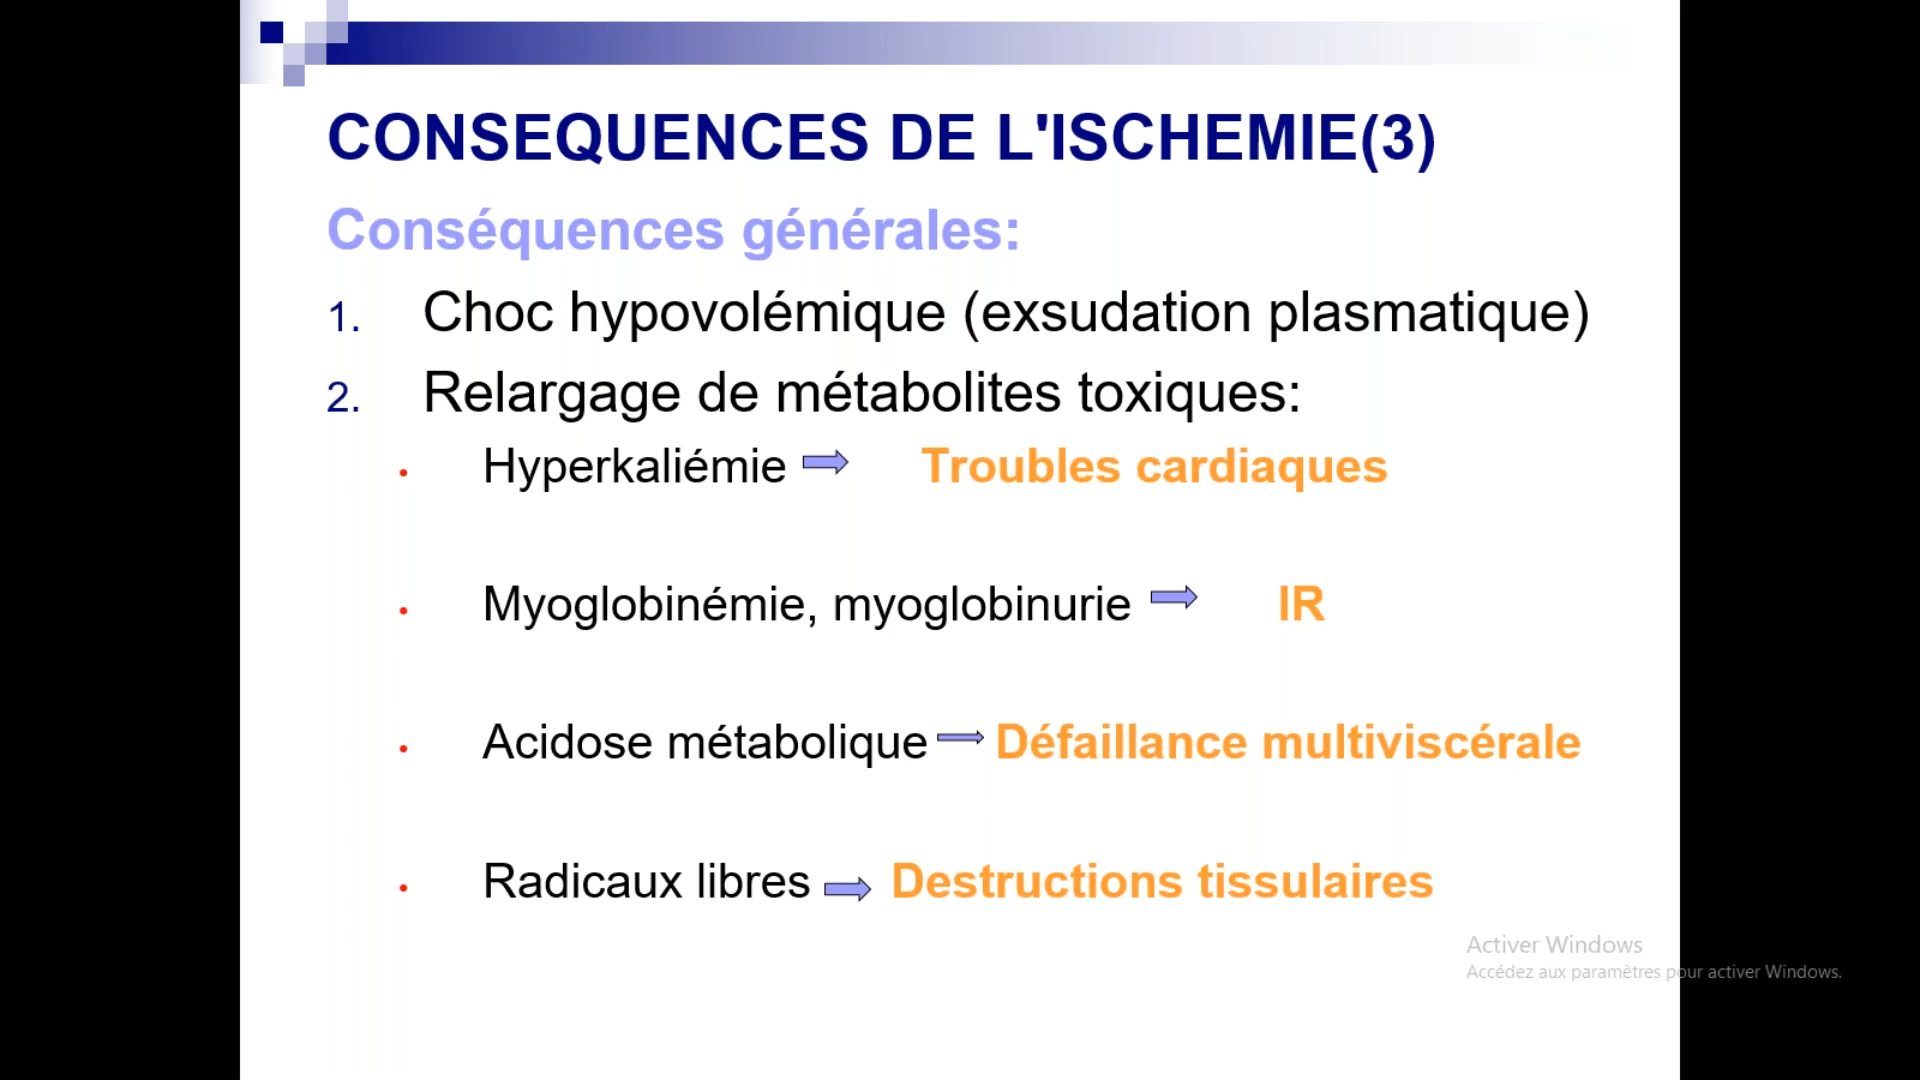 CONSEQUENCES DE L'ISCHEMIE(3)
Conséquences générales:
1. Choc hypovolémique (exsudation plasmatique)
2. Relargage de métabolites toxiques:
• Hyperkaliémie Troubles cardiaques
• Myoglobinémie, myoglobinurie IR
• Acidose métabolique Défaillance multiviscérale
• Radicaux libres Destructions tissulaires
Activer Windows
Accédez aux paramètres pour activer Windows.